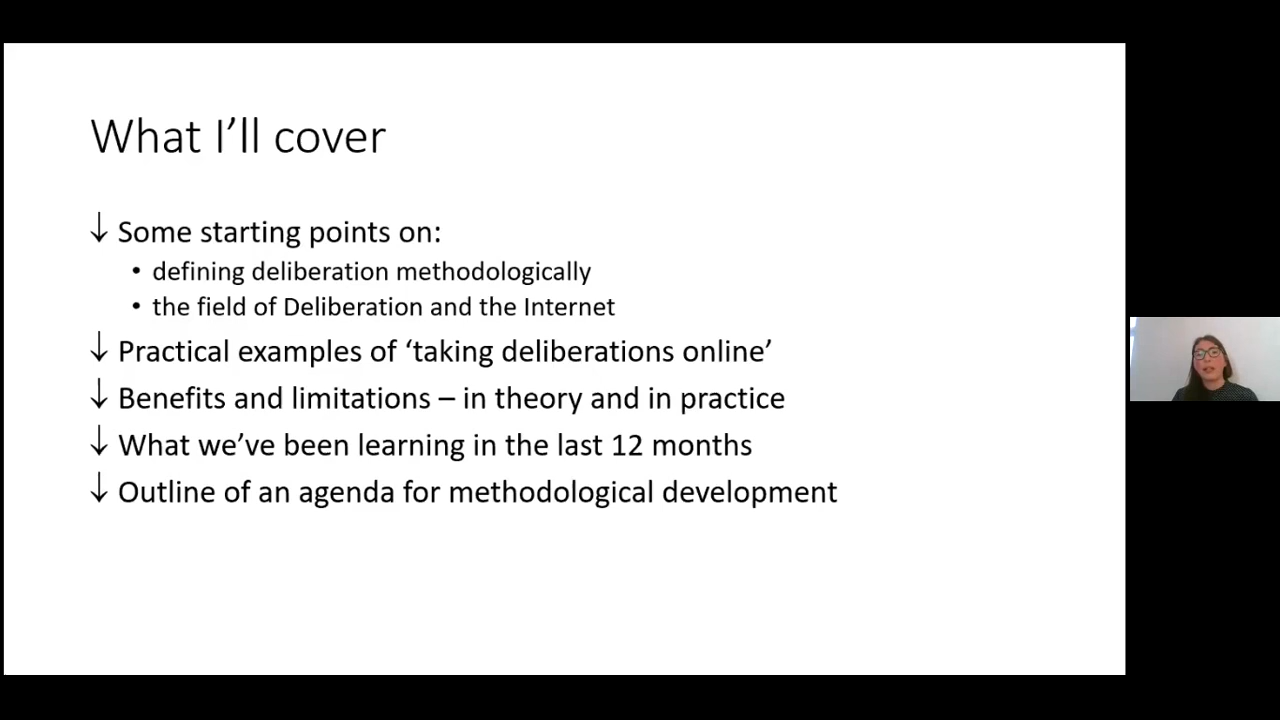 What I’ll cover
↓ Some starting points on:
• defining deliberation methodologically
• the field of Deliberation and the Internet
↓ Practical examples of ‘taking deliberations online’
↓ Benefits and limitations – in theory and in practice
↓ What we’ve been learning in the last 12 months
↓ Outline of an agenda for methodological development